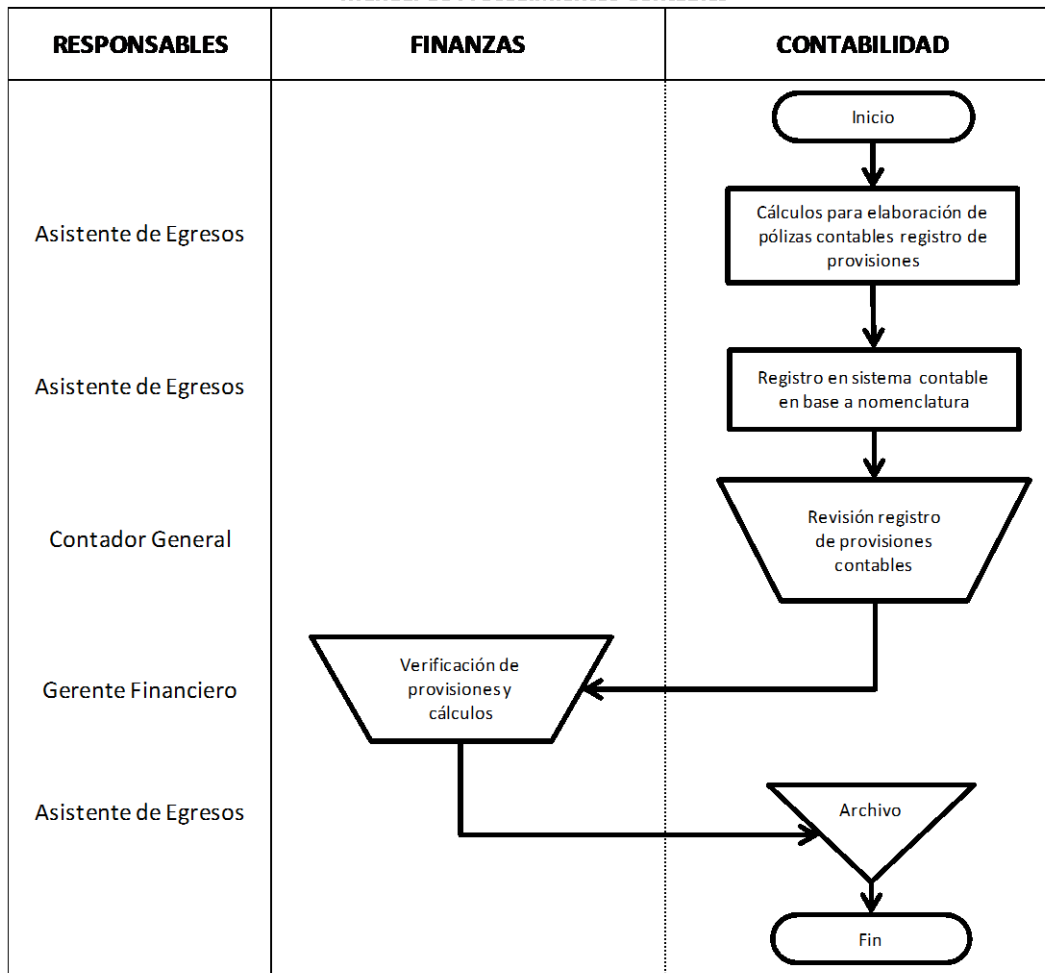 RESPONSABLES
FINANZAS
CONTABILIDAD
Inicio
Asistente de Egresos
Cálculos para elaboración de
pólizas contables registro de
provisiones
Asistente de Egresos
Registro en sistema contable
en base a nomenclatura
Contador General
Revisión registro
de provisiones
contables
Gerente Financiero
Verificación de
provisiones y
cálculos
Asistente de Egresos
Archivo
Fin